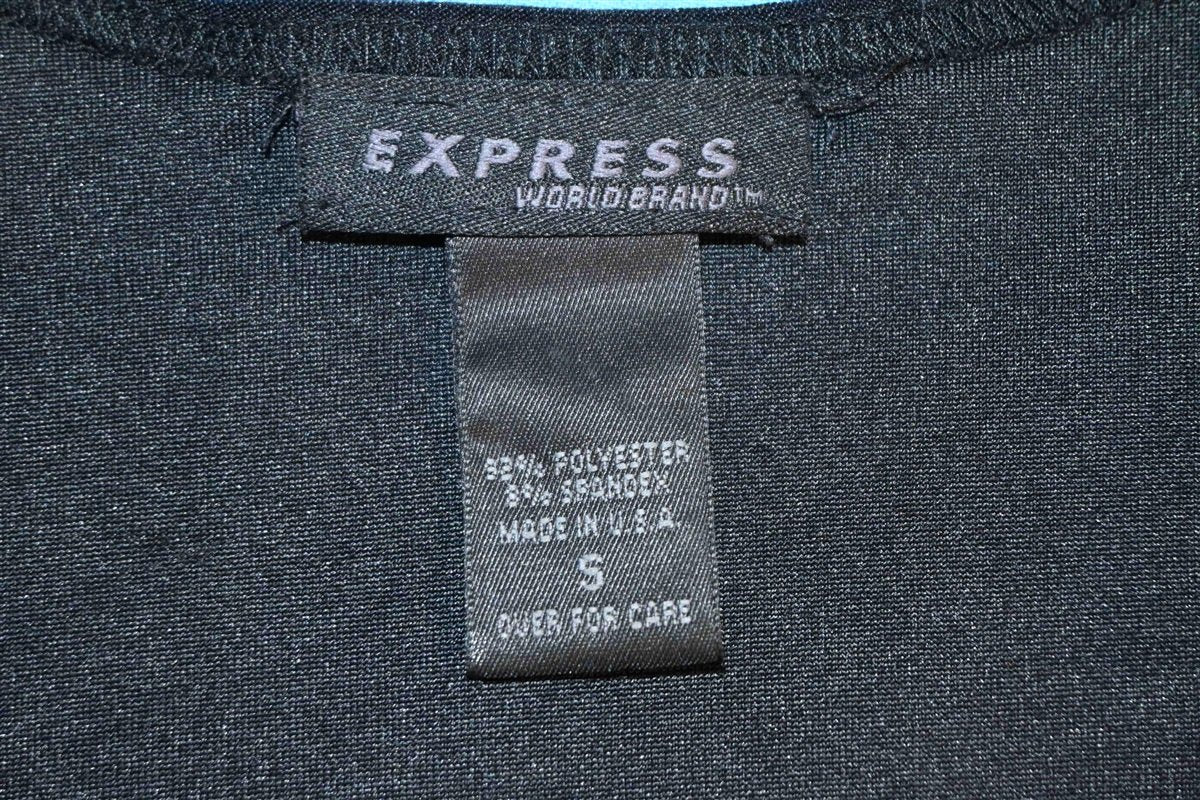 EXPRESS
WORLD BRAND™
POLYESTER
SPANDEX
MADE IN U.S.A.
S
OVER FOR CARE